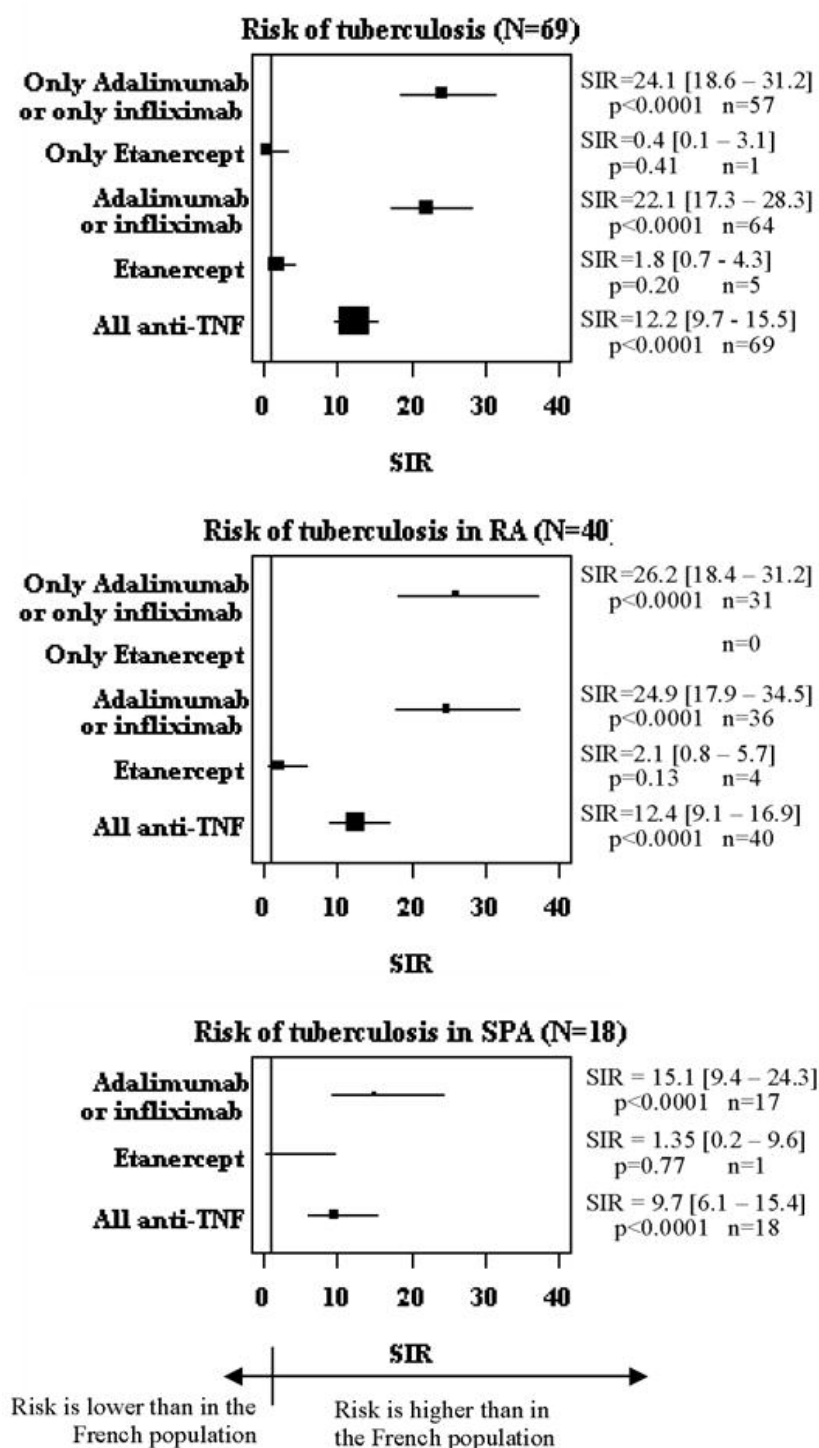 Risk of tuberculosis (N=69)
Only Adalimumab
or only infliximab
SIR=24.1 [18.6 – 31.2]
p<0.0001 n=57
Only Etanercept
SIR=0.4 [0.1 – 3.1]
p=0.41 n=1
Adalimumab
or infliximab
SIR=22.1 [17.3 – 28.3]
p<0.0001 n=64
Etanercept
SIR=1.8 [0.7 - 4.3]
p=0.20 n=5
All anti-TNF
SIR=12.2 [9.7 - 15.5]
p<0.0001 n=69
0 10 20 30 40
SIR
Risk of tuberculosis in RA (N=40)
Only Adalimumab
or only infliximab
SIR=26.2 [18.4 – 31.2]
p<0.0001 n=31
Only Etanercept
n=0
Adalimumab
or infliximab
SIR=24.9 [17.9 – 34.5]
p<0.0001 n=36
Etanercept
SIR=2.1 [0.8 – 5.7]
p=0.13 n=4
All anti-TNF
SIR=12.4 [9.1 – 16.9]
p<0.0001 n=40
0 10 20 30 40
SIR
Risk of tuberculosis in SPA (N=18)
Adalimumab
or infliximab
SIR = 15.1 [9.4 – 24.3]
p<0.0001 n=17
Etanercept
SIR = 1.35 [0.2 – 9.6]
p=0.77 n=1
All anti-TNF
SIR = 9.7 [6.1 – 15.4]
p<0.0001 n=18
0 10 20 30 40
SIR
Risk is lower than in the
French population
Risk is higher than in
the French population